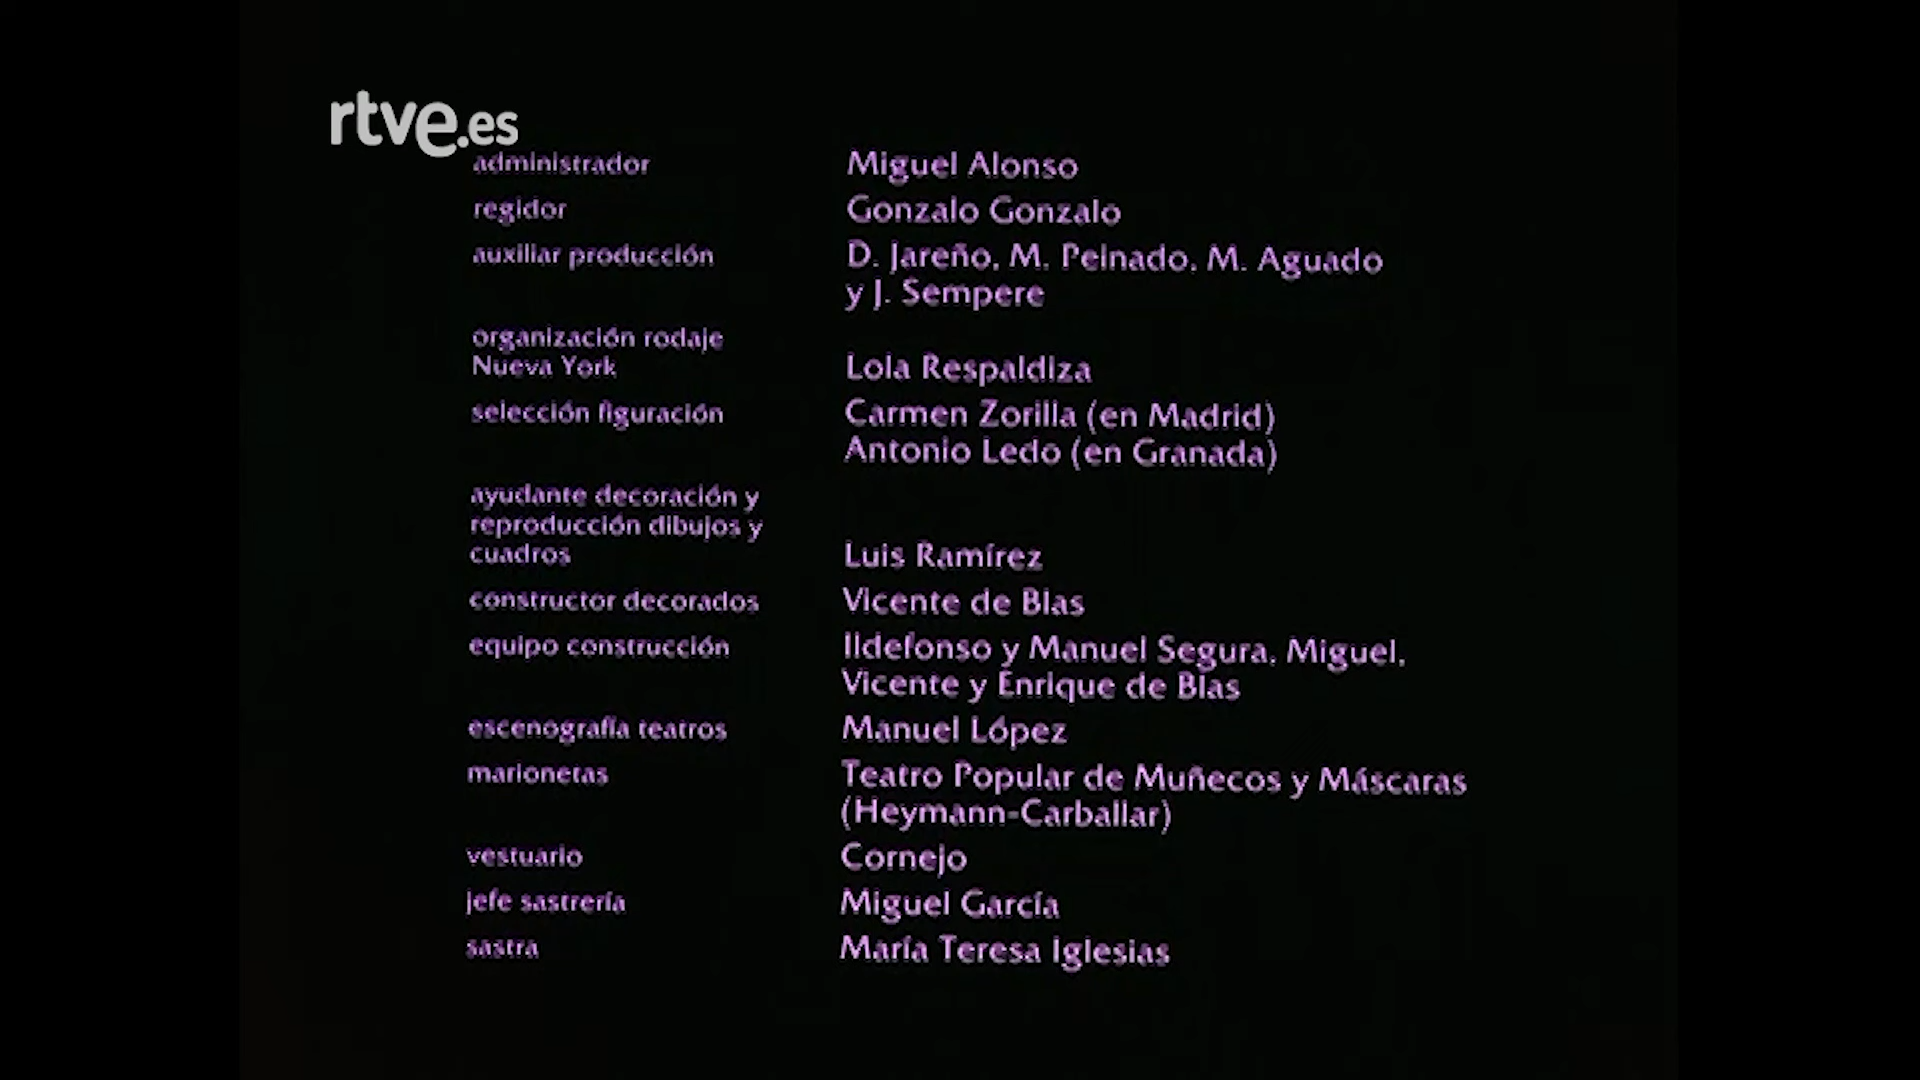 rtve.es
administrador Miguel Alonso
regidor Gonzalo Gonzalo
auxiliar producción D. Jareño, M. Peinado, M. Aguado
y J. Sempere
organización rodaje
Nueva York Lola Respaldiza
selección figuración Carmen Zorilla (en Madrid)
Antonio Ledo (en Granada)
ayudante decoración y
reproducción dibujos y
cuadros Luis Ramírez
constructor decorados Vicente de Blas
equipo construcción Ildefonso y Manuel Segura, Miguel,
Vicente y Enrique de Blas
escenografía teatros Manuel López
marionetas Teatro Popular de Muñecos y Máscaras
(Heymann-Carballar)
vestuario Cornejo
jefe sastrería Miguel García
sastra María Teresa Iglesias